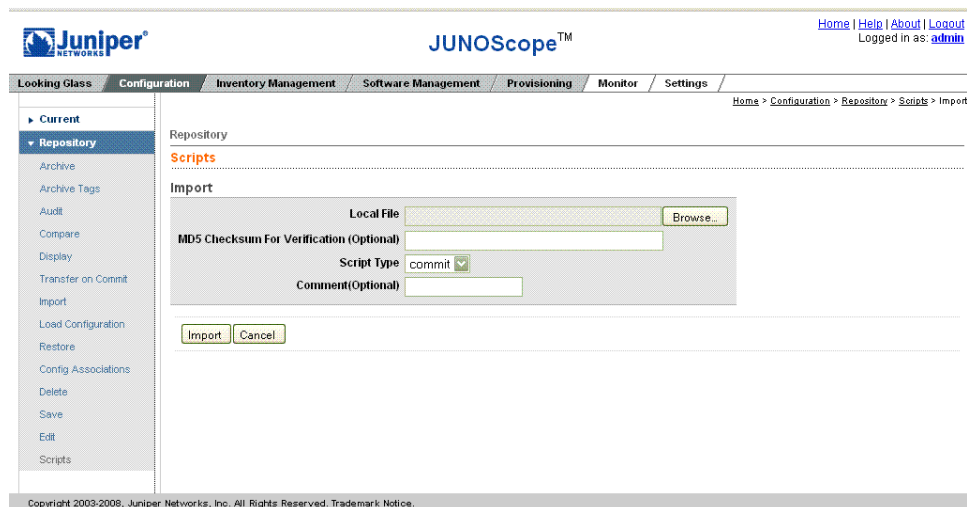 Home | Help | About | Logout
Juniper®
NETWORKS
JUNOScope™
Logged in as: admin
Looking Glass / Configuration / Inventory Management / Software Management / Provisioning / Monitor / Settings /
Home > Configuration > Repository > Scripts > Import
Current
Repository
Archive
Archive Tags
Audit
Compare
Display
Transfer on Commit
Import
Load Configuration
Restore
Config Associations
Delete
Save
Edit
Scripts
Repository
Scripts
Import
Local File Browse...
MD5 Checksum For Verification (Optional)
Script Type commit
Comment(Optional)
Import Cancel
Copyright 2003-2008, Juniper Networks, Inc. All Rights Reserved. Trademark Notice.